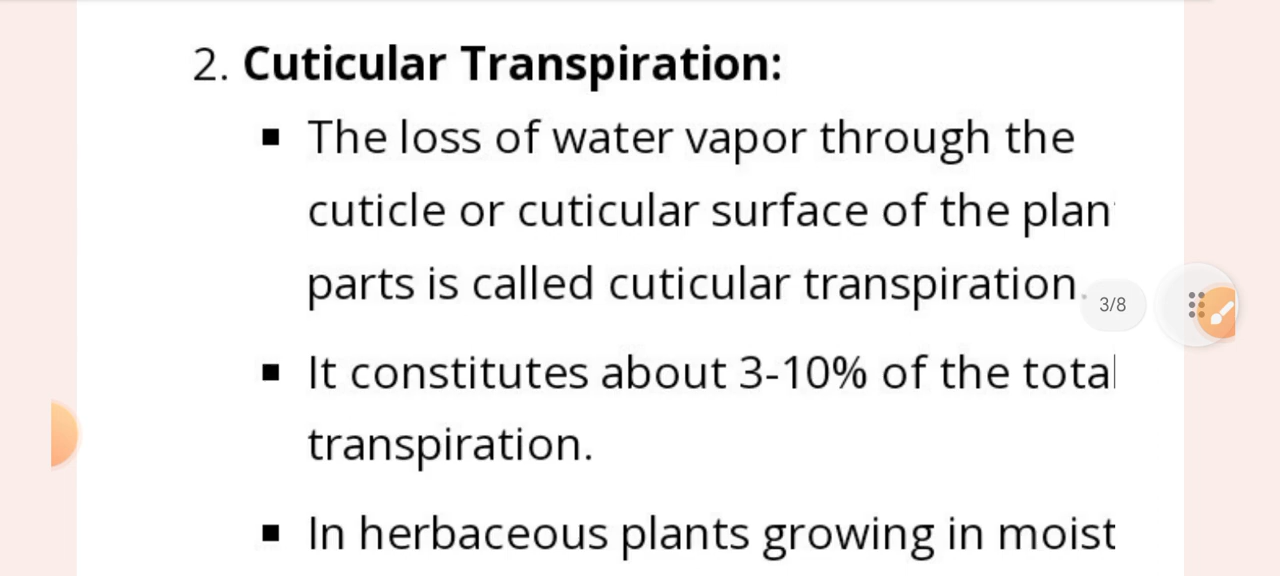 2. Cuticular Transpiration:
▪ The loss of water vapor through the
cuticle or cuticular surface of the plan
parts is called cuticular transpiration.
3/8
▪ It constitutes about 3-10% of the total
transpiration.
▪ In herbaceous plants growing in moist